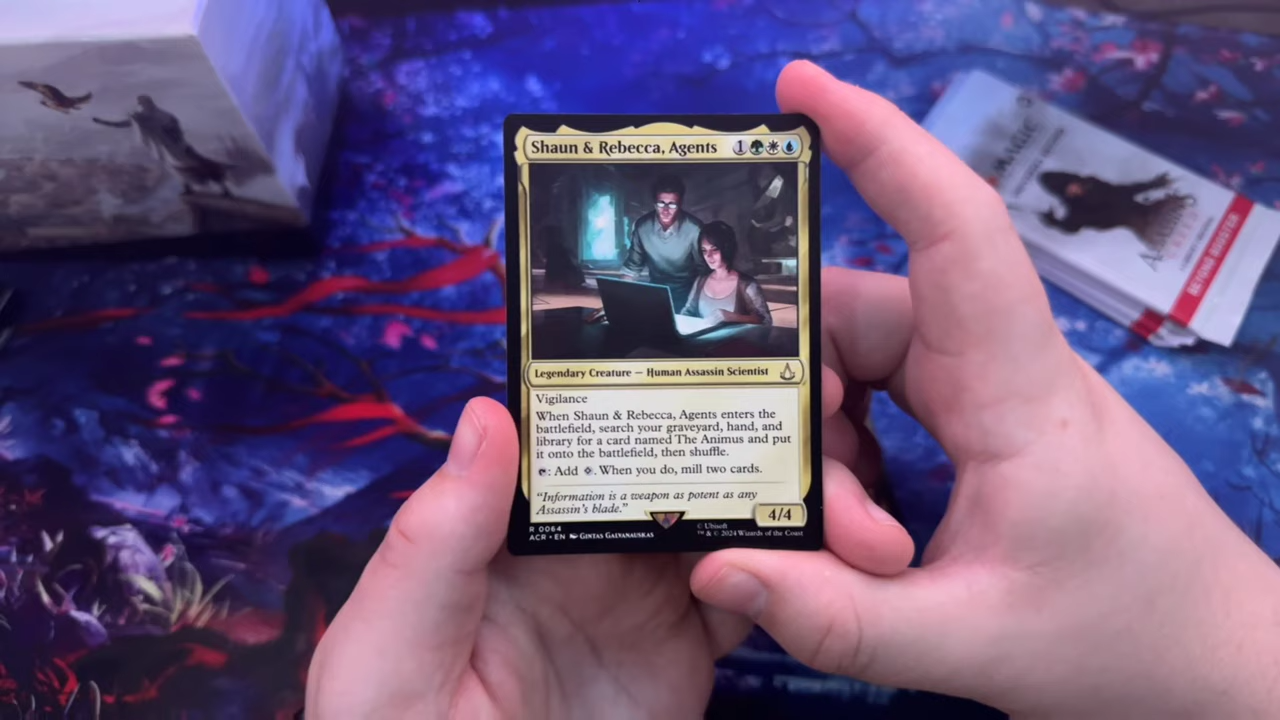 Shaun & Rebecca, Agents 1
Legendary Creature — Human Assassin Scientist
Vigilance
When Shaun & Rebecca, Agents enters the
battlefield, search your graveyard, hand, and
library for a card named The Animus and put
it onto the battlefield, then shuffle.
: Add . When you do, mill two cards.
"Information is a weapon as potent as any
Assassin's blade."
4/4
R 0064
ACR • EN Gintas Galvanauskas
© Ubisoft
™ & © 2024 Wizards of the Coast
BEYOND BOOSTER